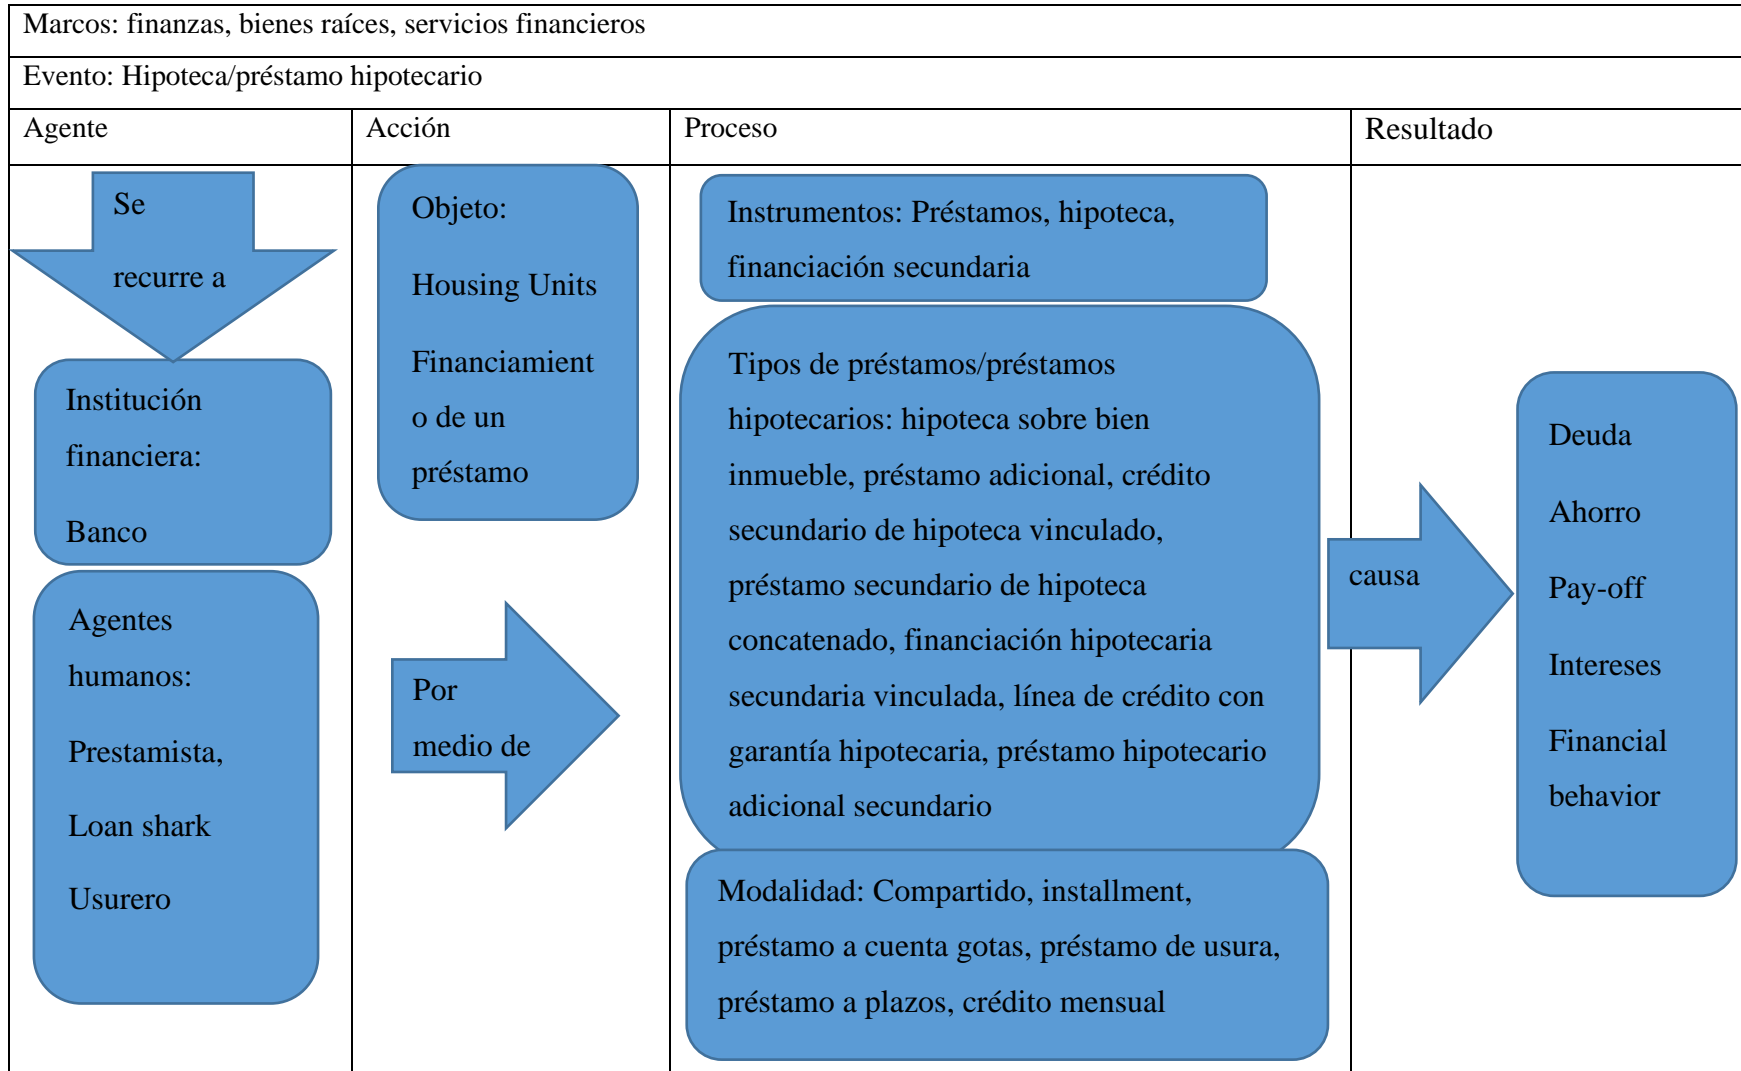 Marcos: finanzas, bienes raíces, servicios financieros
Evento: Hipoteca/préstamo hipotecario
Agente
Acción
Proceso
Resultado
Se
recurre a
Institución
financiera:
Banco
Agentes
humanos:
Prestamista,
Loan shark
Usurero
Objeto:
Housing Units
Financiamient
o de un
préstamo
Por
medio de
Instrumentos: Préstamos, hipoteca,
financiación secundaria
Tipos de préstamos/préstamos
hipotecarios: hipoteca sobre bien
inmueble, préstamo adicional, crédito
secundario de hipoteca vinculado,
préstamo secundario de hipoteca
concatenado, financiación hipotecaria
secundaria vinculada, línea de crédito con
garantía hipotecaria, préstamo hipotecario
adicional secundario
Modalidad: Compartido, installment,
préstamo a cuenta gotas, préstamo de usura,
préstamo a plazos, crédito mensual
causa
Deuda
Ahorro
Pay-off
Intereses
Financial
behavior